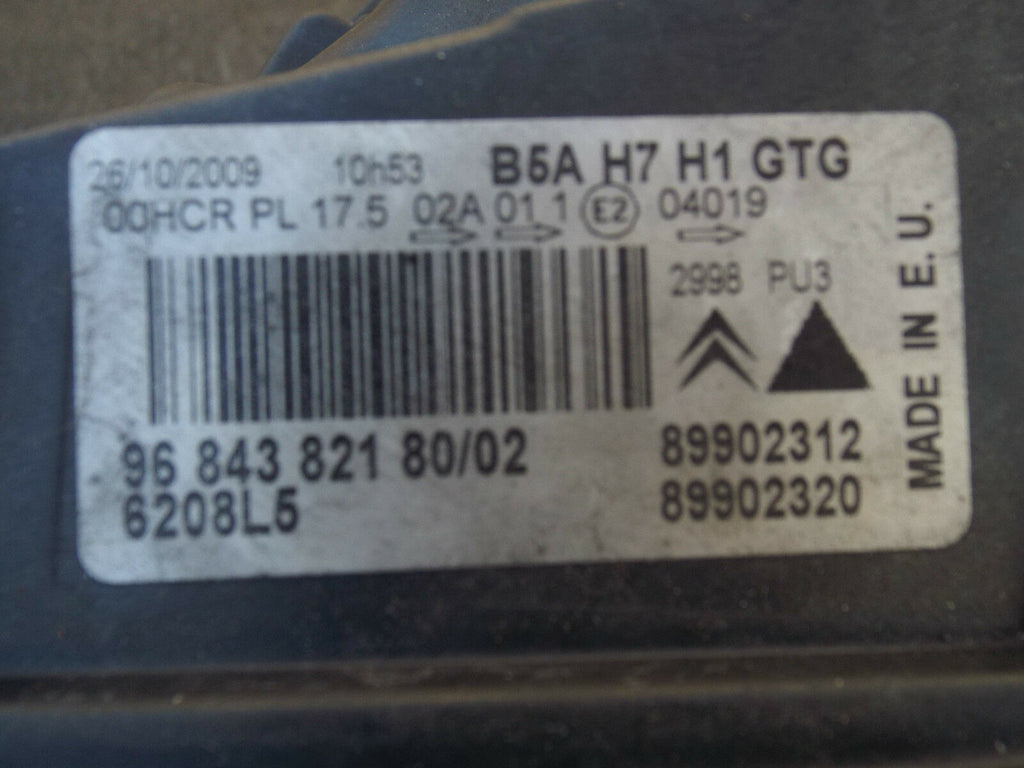 26/10/2009 10h53 B5A H7 H1 GTG
00HCR PL 17.5 02A 01 1 E2 04019
2998 PU3
96 843 821 80/02
6208L5
89902312
89902320
MADE IN E.U.